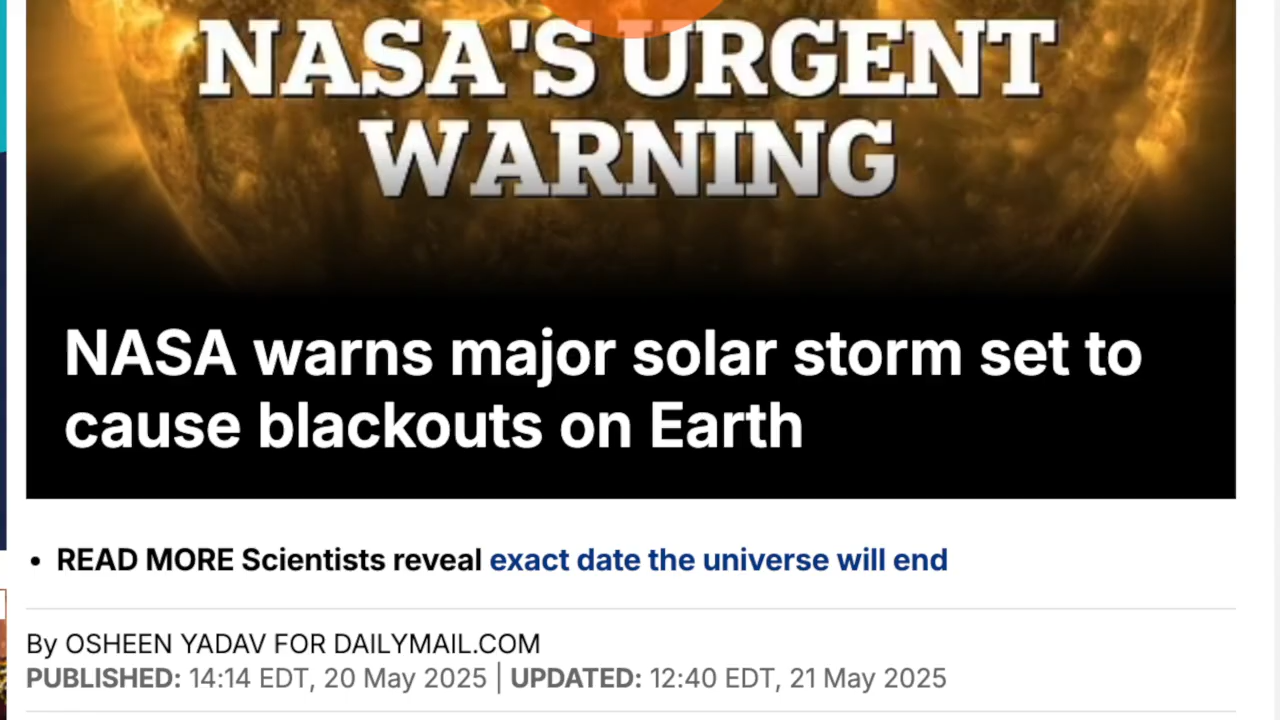 NASA'S URGENT
WARNING
NASA warns major solar storm set to
cause blackouts on Earth
• READ MORE Scientists reveal exact date the universe will end
By OSHEEN YADAV FOR DAILYMAIL.COM
PUBLISHED: 14:14 EDT, 20 May 2025 | UPDATED: 12:40 EDT, 21 May 2025